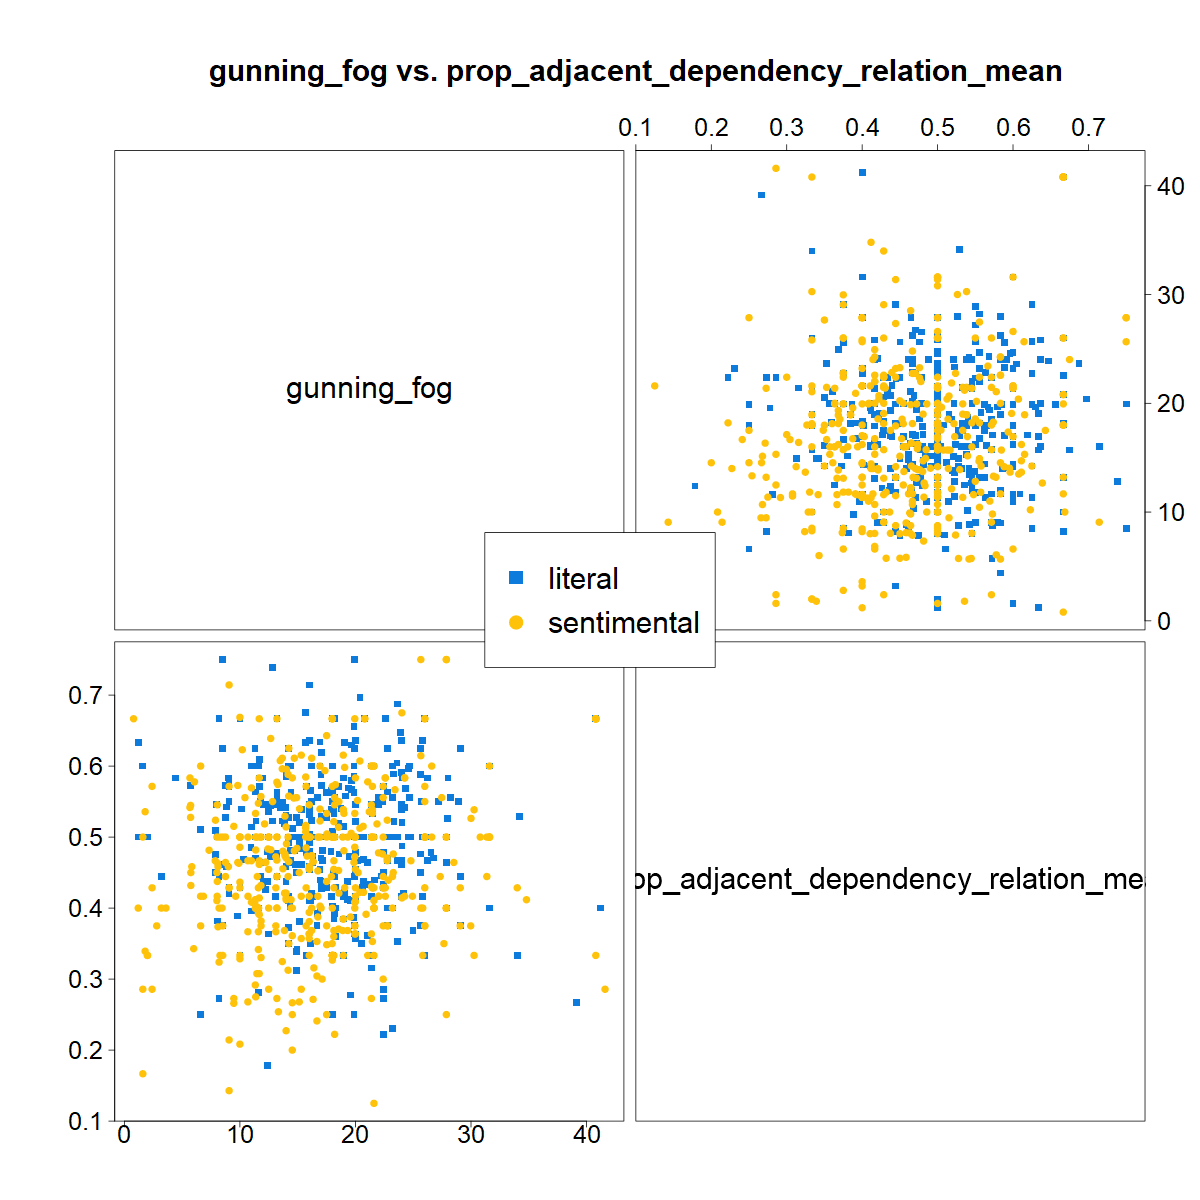 gunning_fog vs. prop_adjacent_dependency_relation_mean
0.1 0.2 0.3 0.4 0.5 0.6 0.7
gunning_fog
40
30
20
10
0
literal
sentimental
op_adjacent_dependency_relation_me
0.7
0.6
0.5
0.4
0.3
0.2
0.1
0 10 20 30 40